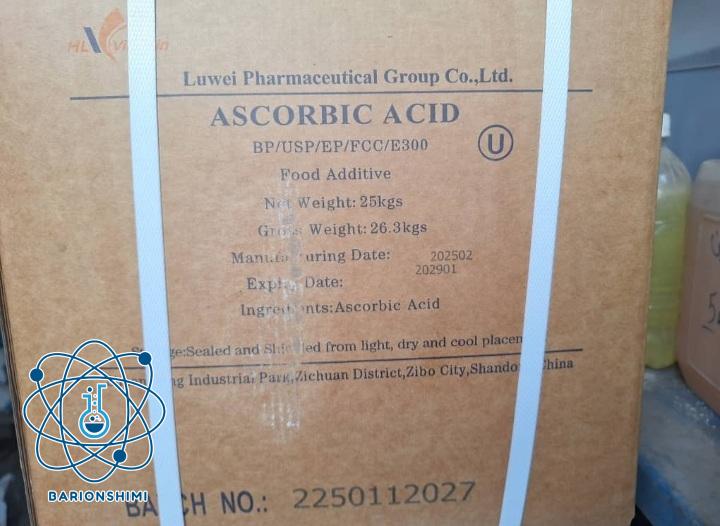 HLV vitamin
Luwei Pharmaceutical Group Co.,Ltd.
ASCORBIC ACID
BP/USP/EP/FCC/E300
U
Food Additive
Net Weight: 25kgs
Gross Weight: 26.3kgs
Manufacturing Date: 202502
Expiry Date: 202901
Ingredients: Ascorbic Acid
Storage: Sealed and Shielded from light, dry and cool place
Industrial Park, Zichuan District, Zibo City, Shandong, China
BATCH NO.: 2250112027
BARIONSHIMI